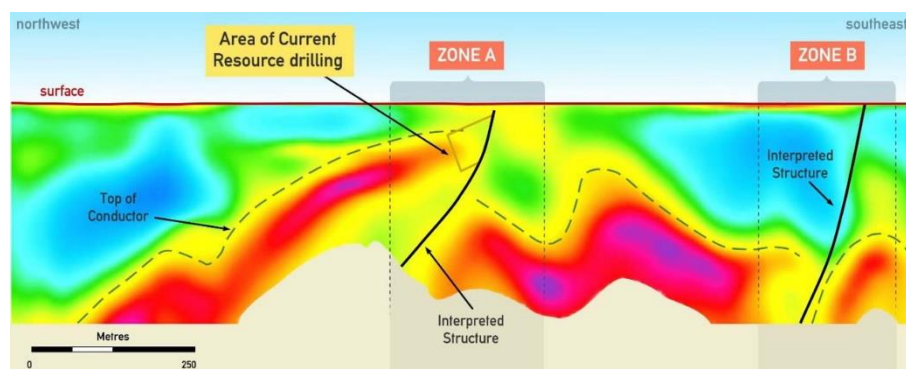 northwest
southeast
Area of Current
Resource drilling
ZONE A
ZONE B
surface
Interpreted
Structure
Top of
Conductor
Interpreted
Structure
Metres
0
250